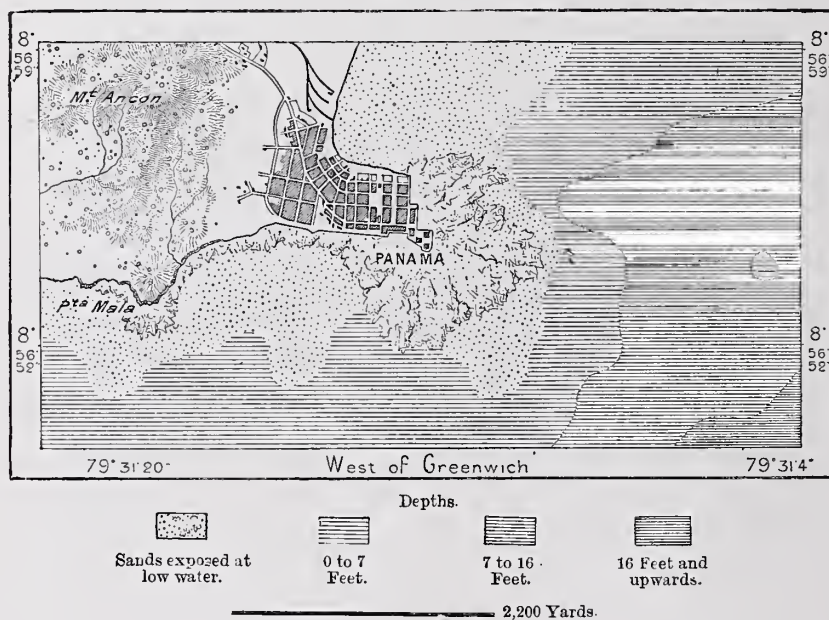 8°
56'
59"
8°
56'
59"
Mt Ancon
PANAMA
pta Mala
8°
56'
52"
8°
56'
52"
79° 31'20"
West of Greenwich
79° 31'4"
Depths.
Sands exposed at
low water.
0 to 7
Feet.
7 to 16
Feet.
16 Feet and
upwards.
2,200 Yards.